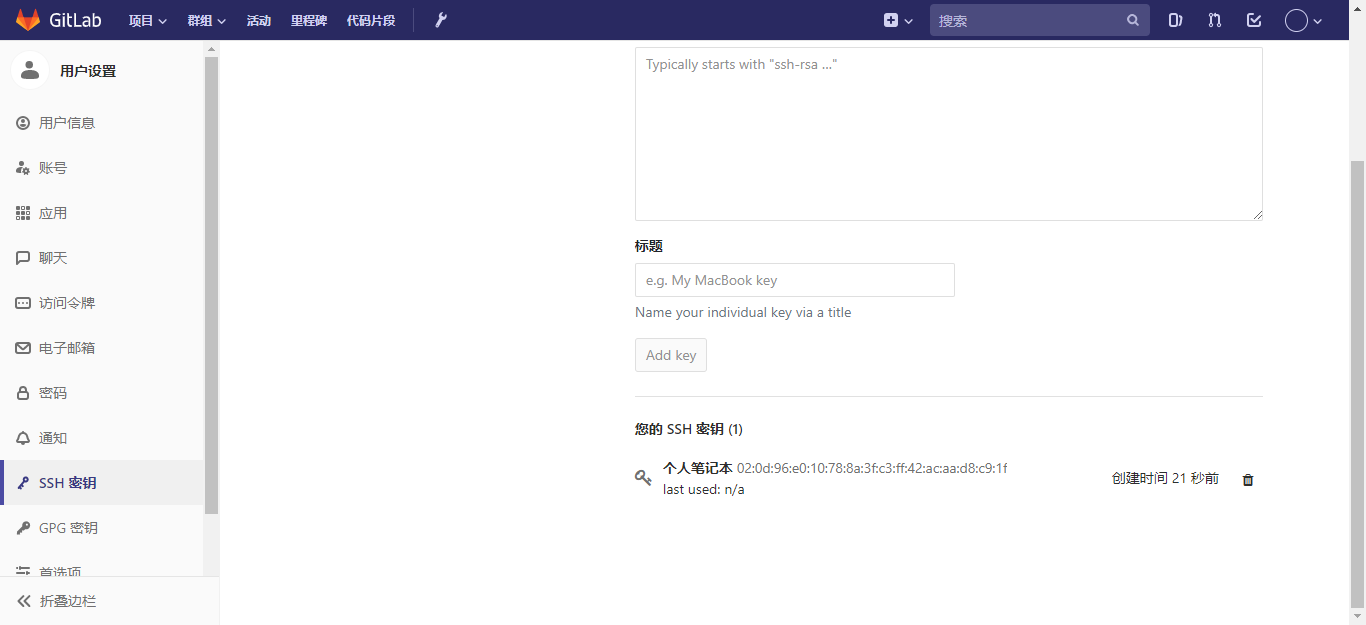 GitLab 项目 群组 活动 里程碑 代码片段 搜索
用户设置
用户信息
账号
应用
聊天
访问令牌
电子邮箱
密码
通知
SSH 密钥
GPG 密钥
首选项
折叠边栏
Typically starts with "ssh-rsa ..."
标题
e.g. My MacBook key
Name your individual key via a title
Add key
您的 SSH 密钥 (1)
个人笔记本 02:0d:96:e0:10:78:8a:3f:c3:ff:42:ac:aa:d8:c9:1f
last used: n/a
创建时间 21 秒前